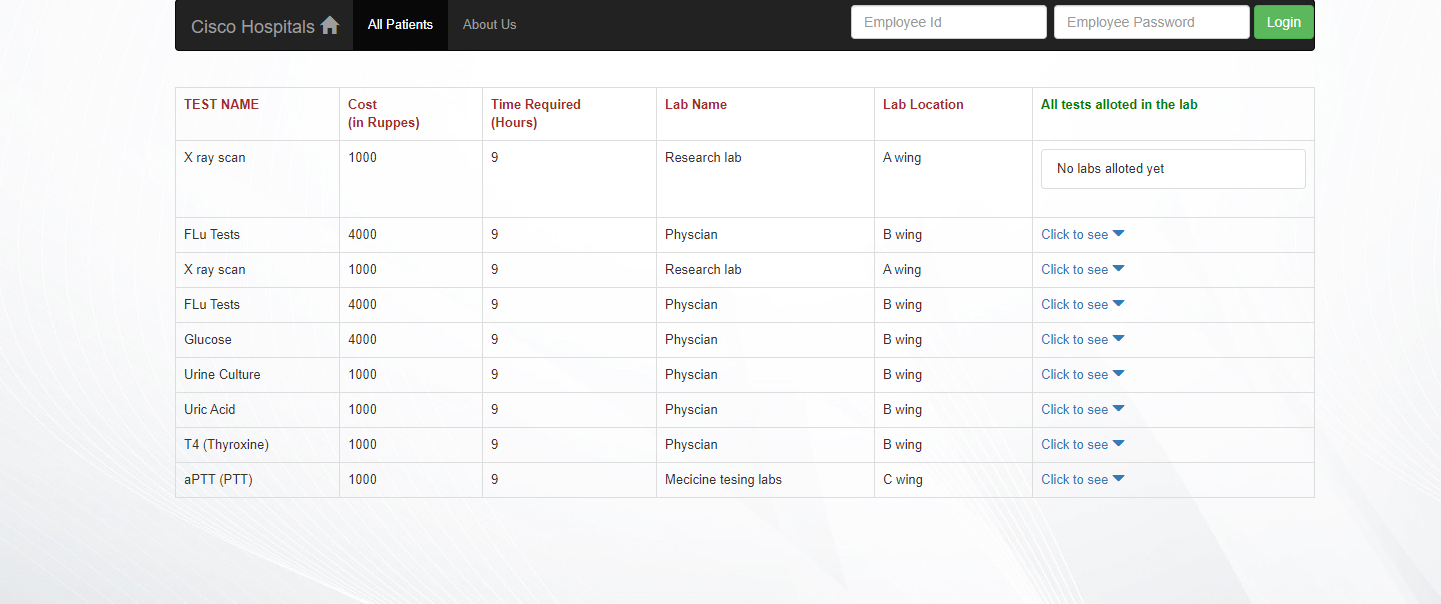 Cisco Hospitals All Patients About Us Employee Id Employee Password Login
TEST NAME Cost Time Required Lab Name Lab Location All tests alloted in the lab
(in Ruppes) (Hours)
X ray scan 1000 9 Research lab A wing No labs alloted yet
FLu Tests 4000 9 Physcian B wing Click to see
X ray scan 1000 9 Research lab A wing Click to see
FLu Tests 4000 9 Physcian B wing Click to see
Glucose 4000 9 Physcian B wing Click to see
Urine Culture 1000 9 Physcian B wing Click to see
Uric Acid 1000 9 Physcian B wing Click to see
T4 (Thyroxine) 1000 9 Physcian B wing Click to see
aPTT (PTT) 1000 9 Mecicine tesing labs C wing Click to see